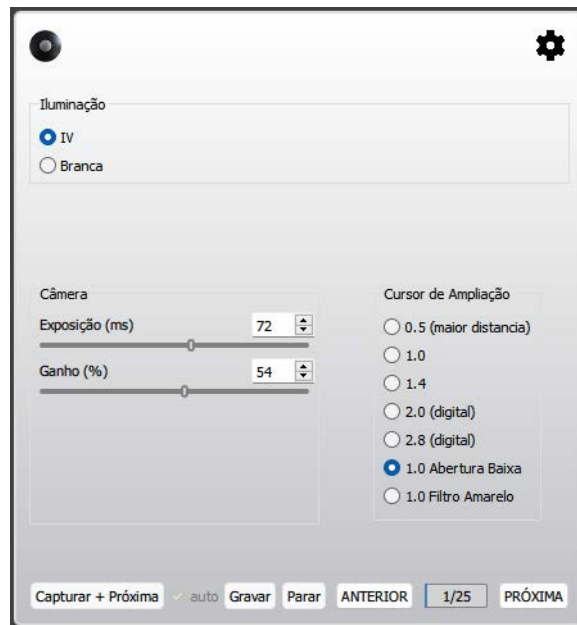 Iluminação
IV
Branca
Câmera
Exposição (ms) 72
Ganho (%) 54
Cursor de Ampliação
0.5 (maior distancia)
1.0
1.4
2.0 (digital)
2.8 (digital)
1.0 Abertura Baixa
1.0 Filtro Amarelo
Capturar + Próxima auto Gravar Parar ANTERIOR 1/25 PRÓXIMA